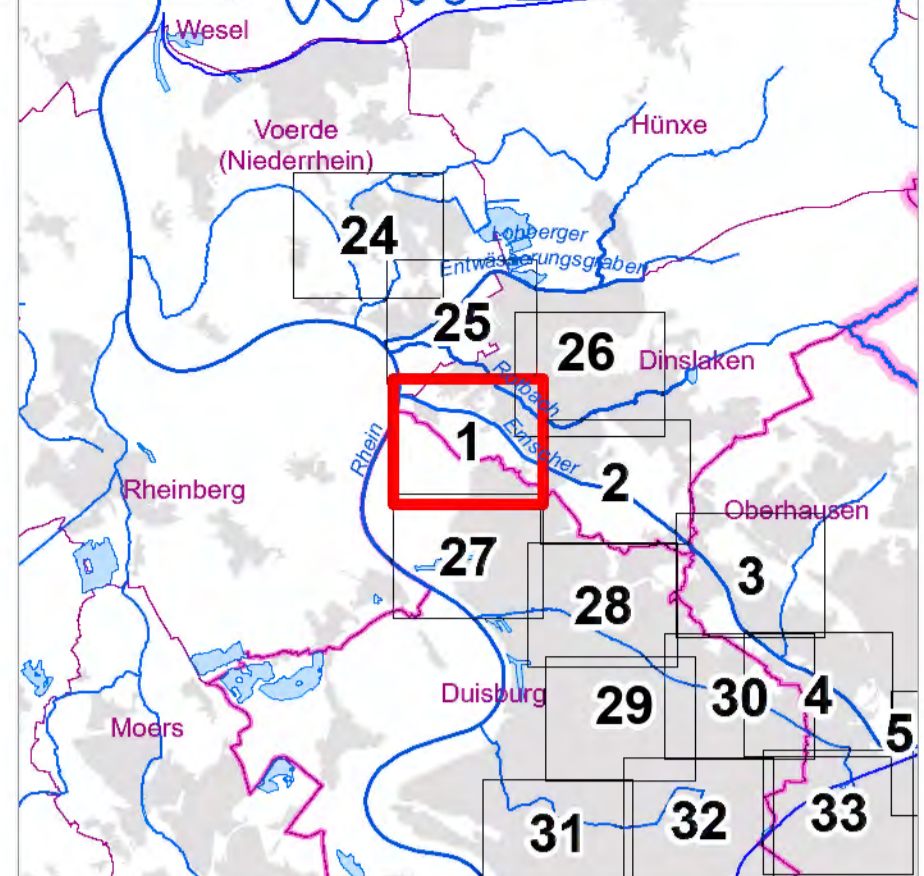 Wesel
Voerde
(Niederrhein)
Hünxe
24
Lohberger
Entwässerungsgraben
25
26
Dinslaken
Rotbach
1
Emscher
Rhein
2
Rheinberg
Oberhausen
27
3
28
Duisburg
29
30
4
Moers
5
31
32
33